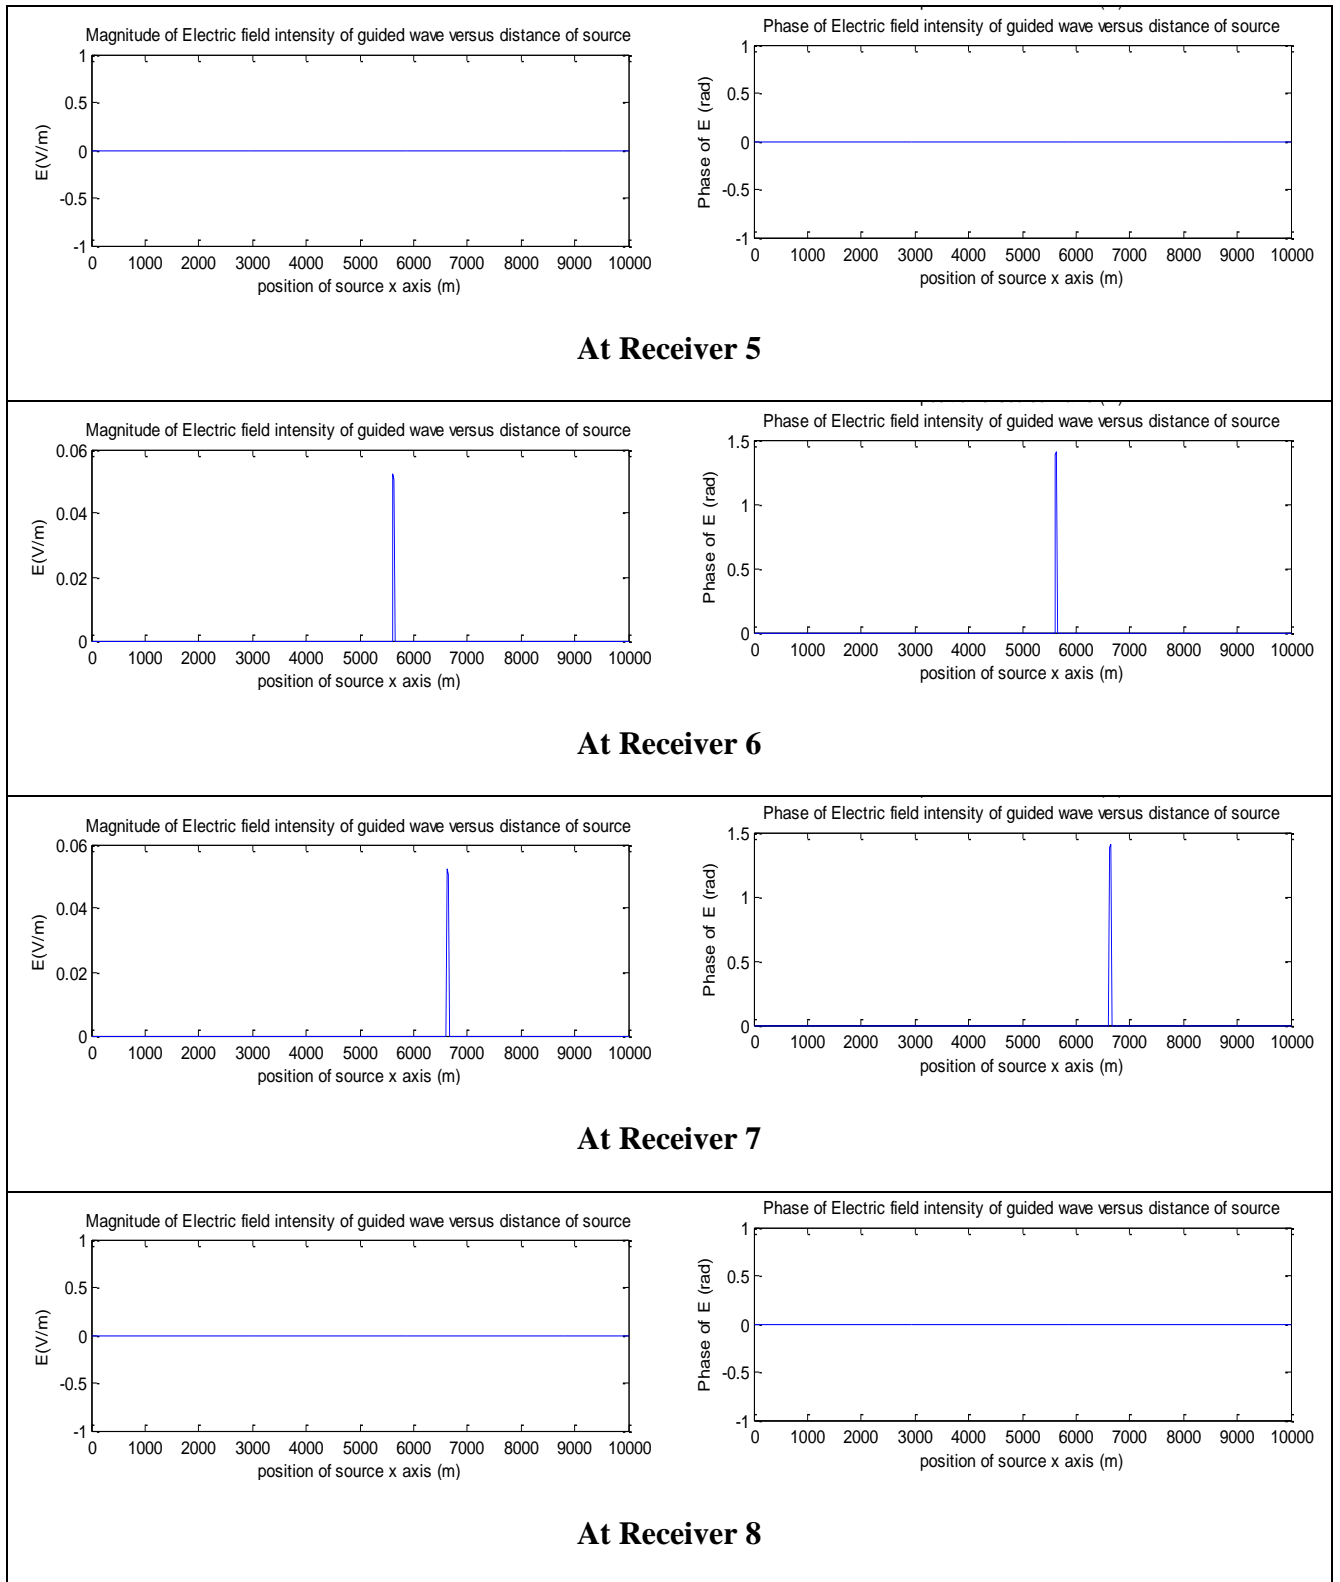 Magnitude of Electric field intensity of guided wave versus distance of source
1
0.5
0
-0.5
-1
E(V/m)
0 1000 2000 3000 4000 5000 6000 7000 8000 9000 10000
position of source x axis (m)
Phase of Electric field intensity of guided wave versus distance of source
1
0.5
0
-0.5
-1
Phase of E (rad)
0 1000 2000 3000 4000 5000 6000 7000 8000 9000 10000
position of source x axis (m)
At Receiver 5
Magnitude of Electric field intensity of guided wave versus distance of source
0.06
0.04
0.02
0
E(V/m)
0 1000 2000 3000 4000 5000 6000 7000 8000 9000 10000
position of source x axis (m)
Phase of Electric field intensity of guided wave versus distance of source
1.5
1
0.5
0
Phase of E (rad)
0 1000 2000 3000 4000 5000 6000 7000 8000 9000 10000
position of source x axis (m)
At Receiver 6
Magnitude of Electric field intensity of guided wave versus distance of source
0.06
0.04
0.02
0
E(V/m)
0 1000 2000 3000 4000 5000 6000 7000 8000 9000 10000
position of source x axis (m)
Phase of Electric field intensity of guided wave versus distance of source
1.5
1
0.5
0
Phase of E (rad)
0 1000 2000 3000 4000 5000 6000 7000 8000 9000 10000
position of source x axis (m)
At Receiver 7
Magnitude of Electric field intensity of guided wave versus distance of source
1
0.5
0
-0.5
-1
E(V/m)
0 1000 2000 3000 4000 5000 6000 7000 8000 9000 10000
position of source x axis (m)
Phase of Electric field intensity of guided wave versus distance of source
1
0.5
0
-0.5
-1
Phase of E (rad)
0 1000 2000 3000 4000 5000 6000 7000 8000 9000 10000
position of source x axis (m)
At Receiver 8